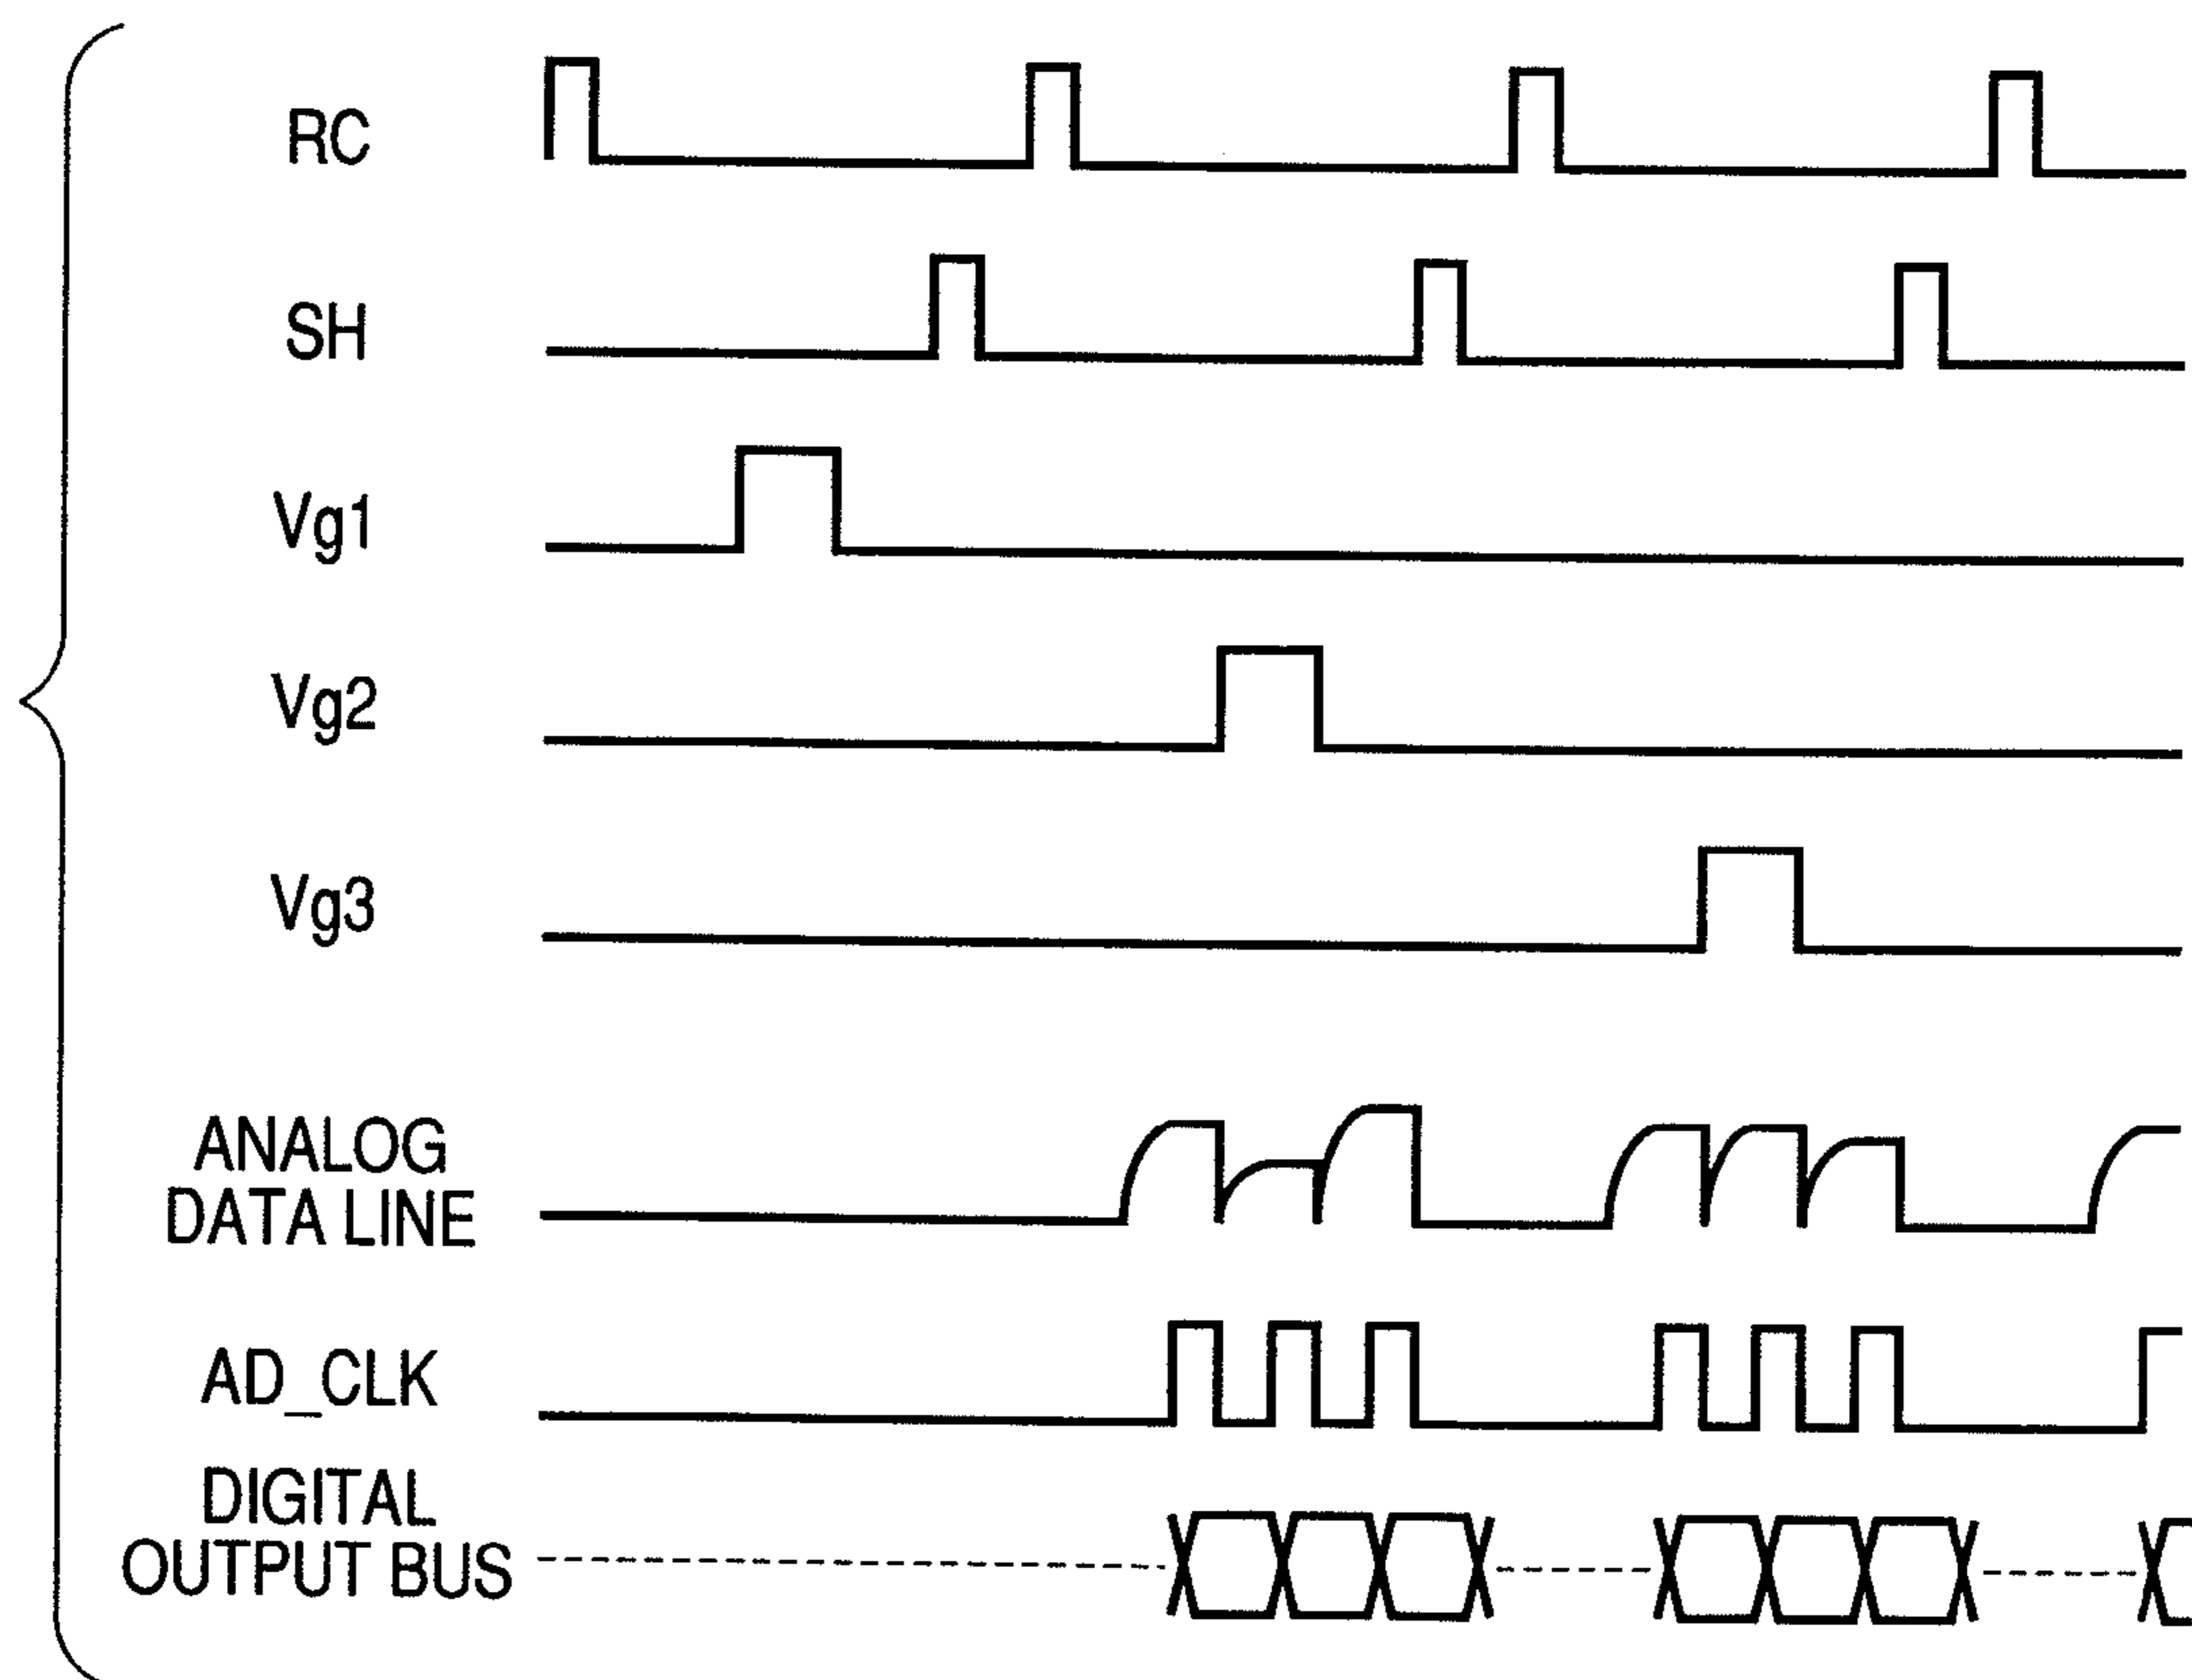 RC
SH
Vg1
Vg2
Vg3
ANALOG
DATA LINE
AD_CLK
DIGITAL
OUTPUT BUS